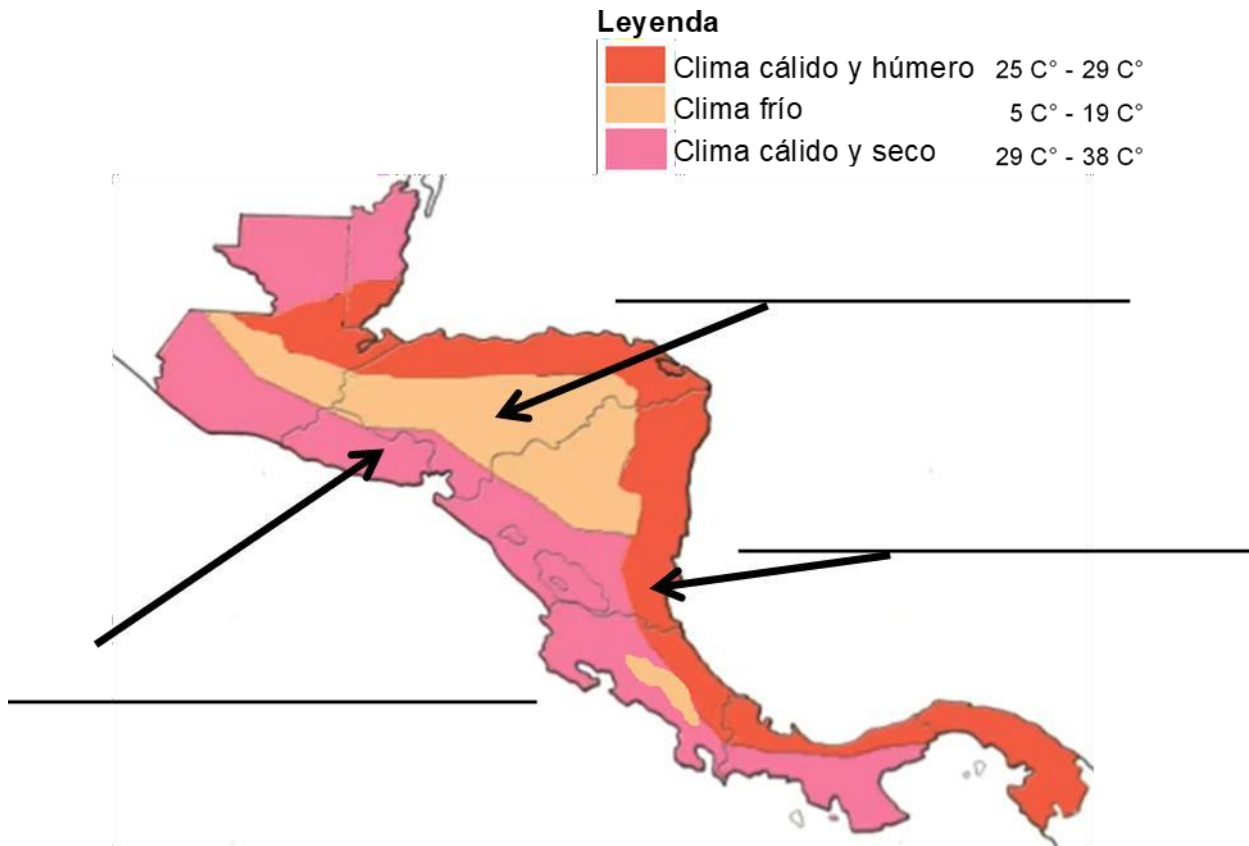 Leyenda
Clima cálido y húmero 25 C° - 29 C°
Clima frío 5 C° - 19 C°
Clima cálido y seco 29 C° - 38 C°